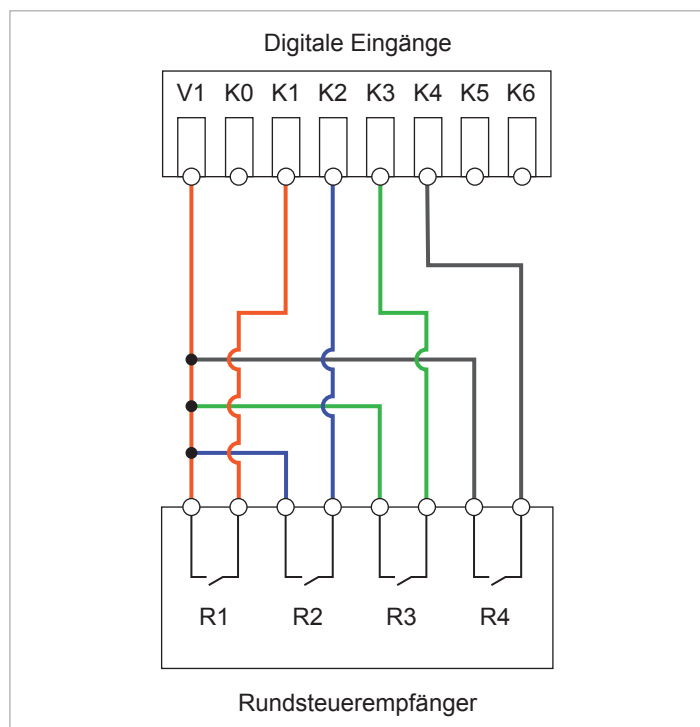 Digitale Eingänge
V1 K0 K1 K2 K3 K4 K5 K6
R1 R2 R3 R4
Rundsteuerempfänger